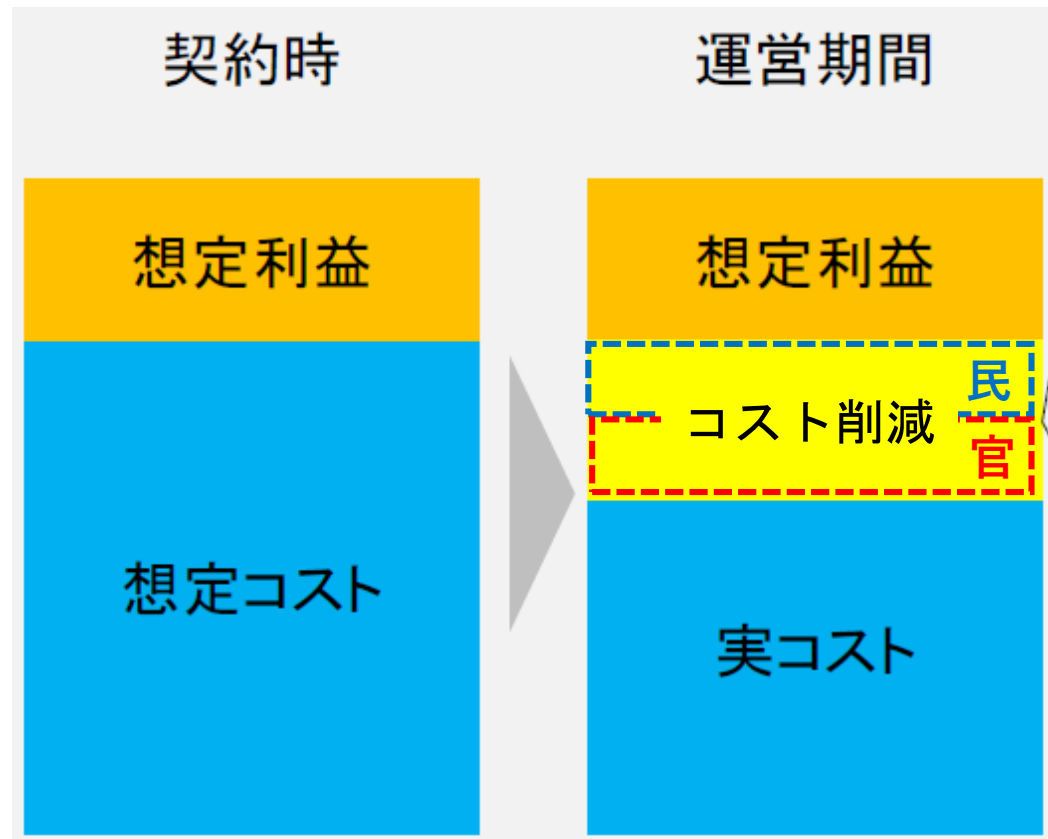 契約時
運営期間
想定利益
想定利益
民
コスト削減
官
想定コスト
実コスト